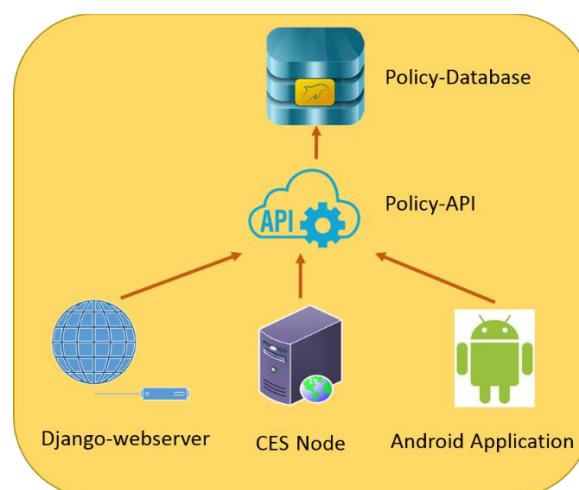 Policy-Database
API
Policy-API
Django-webserver
CES Node
Android Application